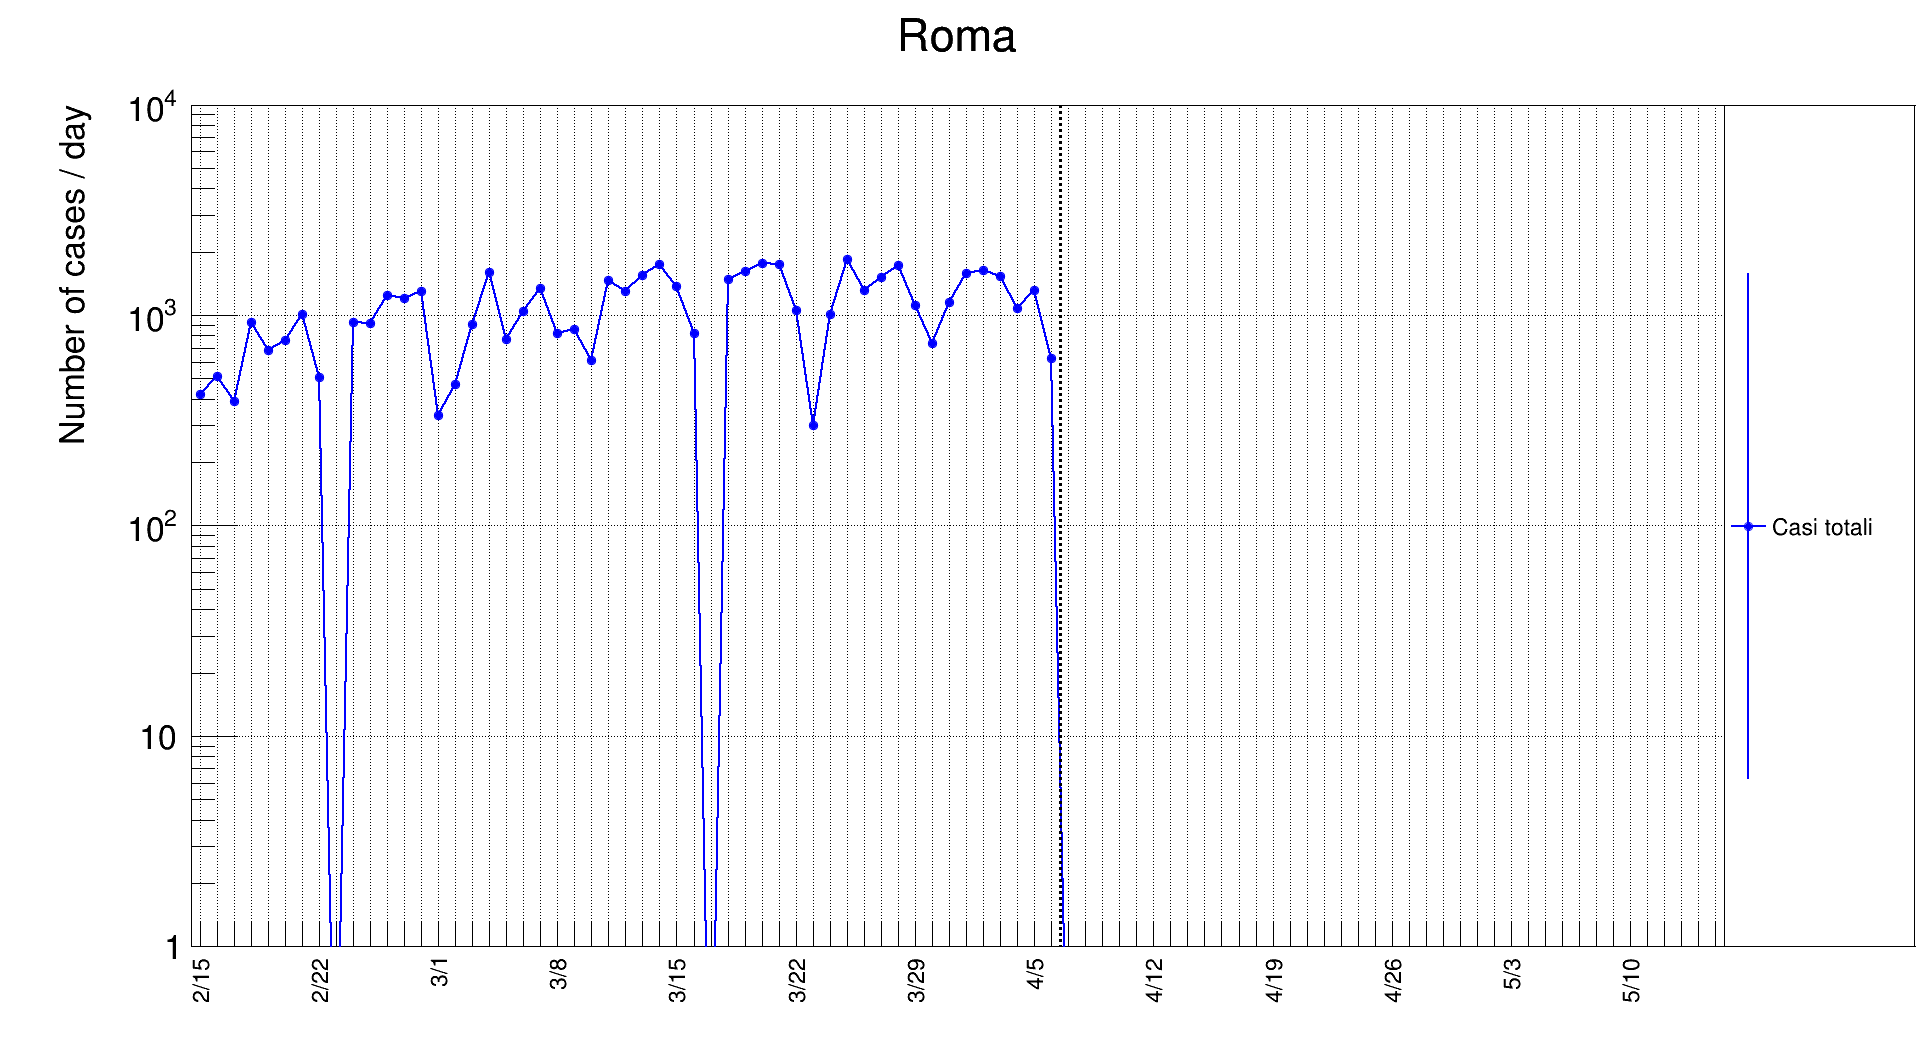 Roma
Number of cases / day
10^4
10^3
10^2
10
1
2/15 2/22 3/1 3/8 3/15 3/22 3/29 4/5 4/12 4/19 4/26 5/3 5/10
Casi totali